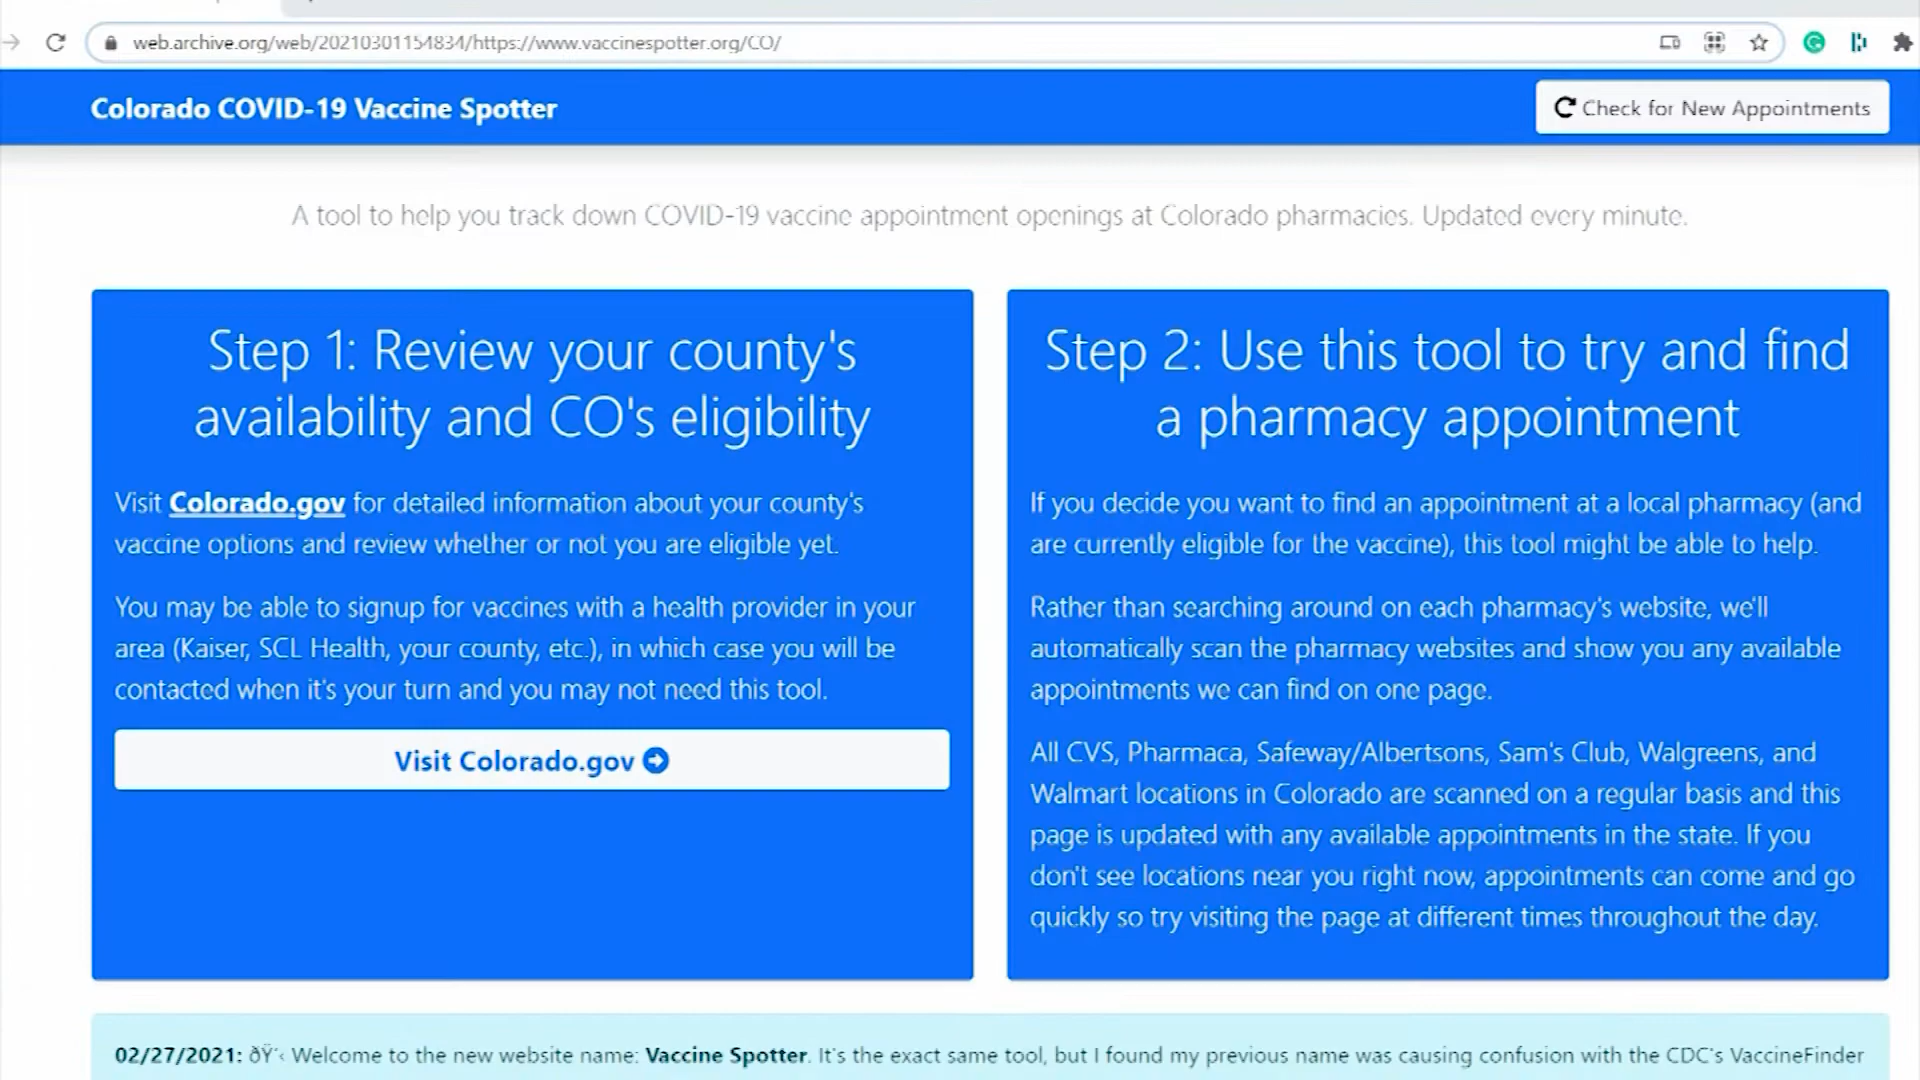 web.archive.org/web/20210301154834/https://www.vaccinespotter.org/CO/
Colorado COVID-19 Vaccine Spotter
Check for New Appointments
A tool to help you track down COVID-19 vaccine appointment openings at Colorado pharmacies. Updated every minute.
Step 1: Review your county's
availability and CO's eligibility
Visit Colorado.gov for detailed information about your county's
vaccine options and review whether or not you are eligible yet.
You may be able to signup for vaccines with a health provider in your
area (Kaiser, SCL Health, your county, etc.), in which case you will be
contacted when it's your turn and you may not need this tool.
Visit Colorado.gov
Step 2: Use this tool to try and find
a pharmacy appointment
If you decide you want to find an appointment at a local pharmacy (and
are currently eligible for the vaccine), this tool might be able to help.
Rather than searching around on each pharmacy's website, we'll
automatically scan the pharmacy websites and show you any available
appointments we can find on one page.
All CVS, Pharmaca, Safeway/Albertsons, Sam's Club, Walgreens, and
Walmart locations in Colorado are scanned on a regular basis and this
page is updated with any available appointments in the state. If you
don't see locations near you right now, appointments can come and go
quickly so try visiting the page at different times throughout the day.
02/27/2021: ðŸ‘‹ Welcome to the new website name: Vaccine Spotter. It's the exact same tool, but I found my previous name was causing confusion with the CDC's VaccineFinder